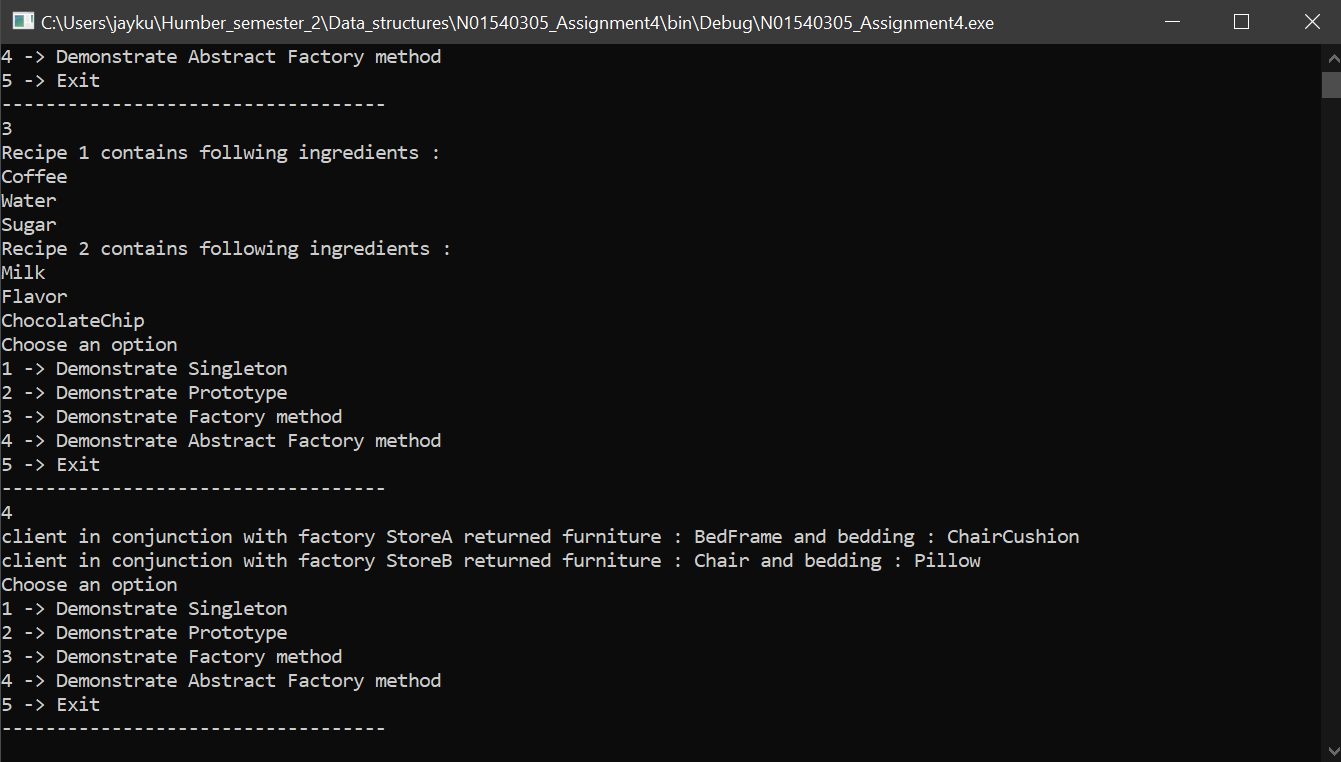 C:\Users\jayku\Humber_semester_2\Data_structures\N01540305_Assignment4\bin\Debug\N01540305_Assignment4.exe
4 -> Demonstrate Abstract Factory method
5 -> Exit
-----------------------------------
3
Recipe 1 contains follwing ingredients :
Coffee
Water
Sugar
Recipe 2 contains following ingredients :
Milk
Flavor
ChocolateChip
Choose an option
1 -> Demonstrate Singleton
2 -> Demonstrate Prototype
3 -> Demonstrate Factory method
4 -> Demonstrate Abstract Factory method
5 -> Exit
-----------------------------------
4
client in conjunction with factory StoreA returned furniture : BedFrame and bedding : ChairCushion
client in conjunction with factory StoreB returned furniture : Chair and bedding : Pillow
Choose an option
1 -> Demonstrate Singleton
2 -> Demonstrate Prototype
3 -> Demonstrate Factory method
4 -> Demonstrate Abstract Factory method
5 -> Exit
-----------------------------------